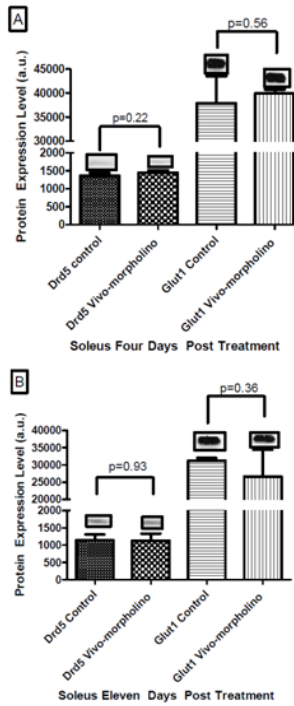 A
p=0.56
p=0.22
Protein Expression Level (a.u.)
45000
40000
35000
30000
2000
1500
1000
500
0
Drd5 control
Drd5 Vivo-morpholino
Glut1 Control
Glut1 Vivo-morpholino
Soleus Four Days Post Treatment
B
p=0.36
p=0.93
Protein Expression Level (a.u.)
40000
35000
30000
25000
20000
2000
1500
1000
500
0
Drd5 Control
Drd5 Vivo-morpholino
Glut1 Control
Glut1 Vivo-morpholino
Soleus Eleven Days Post Treatment